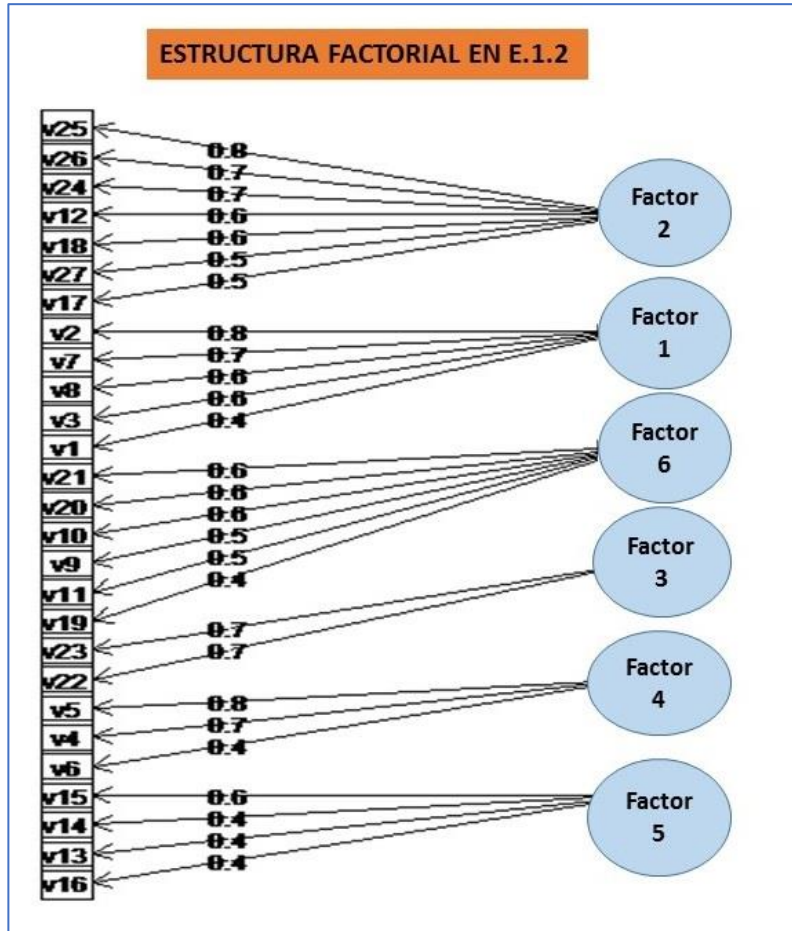 ESTRUCTURA FACTORIAL EN E.1.2
v25
v26
v24
v12
v18
v27
v17
v2
v7
v8
v3
v1
v21
v20
v10
v9
v11
v19
v23
v22
v5
v4
v6
v15
v14
v13
v16
0.8
0.7
0.7
0.6
0.6
0.5
0.5
0.8
0.7
0.6
0.6
0.4
0.6
0.6
0.6
0.5
0.5
0.4
0.7
0.7
0.8
0.7
0.4
0.6
0.4
0.4
0.4
Factor
2
Factor
1
Factor
6
Factor
3
Factor
4
Factor
5